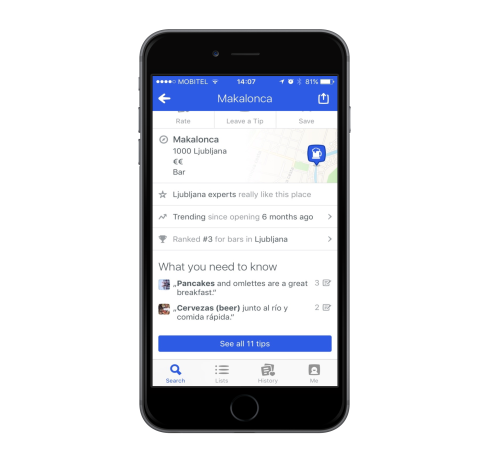 MOBITEL 14:07 81%
Makalonca
Rate Leave a Tip Save
Makalonca
1000 Ljubljana
€€
Bar
Ljubljana experts really like this place
Trending since opening 6 months ago
Ranked #3 for bars in Ljubljana
What you need to know
„Pancakes and omlettes are a great 3
breakfast.“
„Cervezas (beer) junto al río y 2
comida rápida.“
See all 11 tips
Search Lists History Me